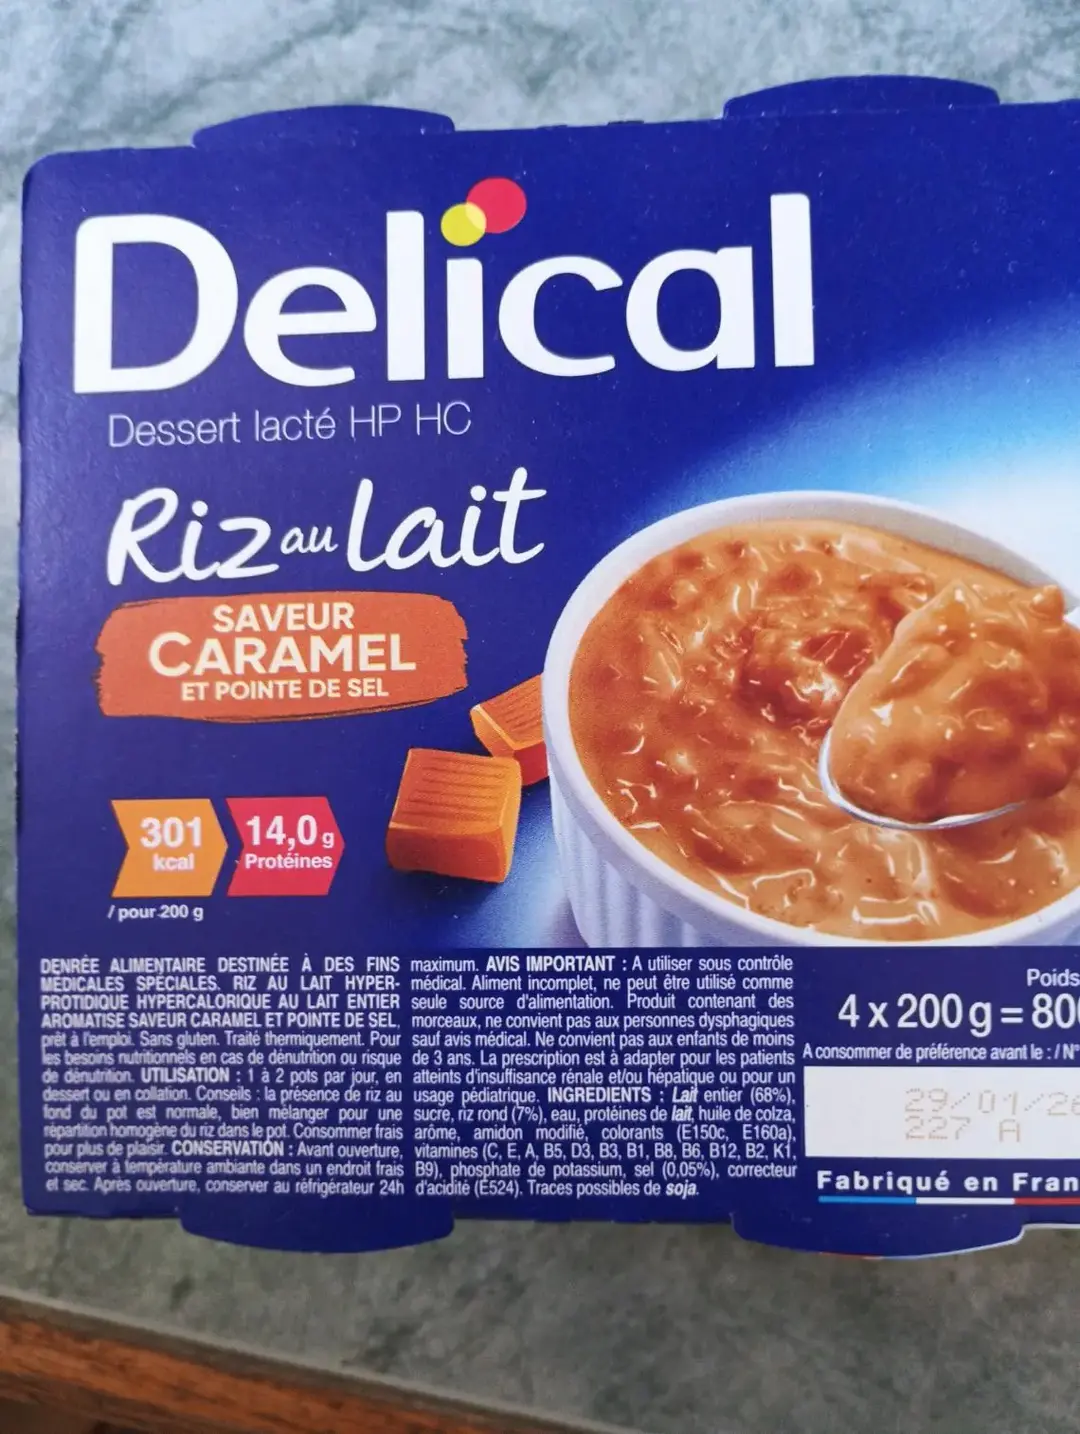 Delical
Dessert lacté HP HC
Riz au lait
SAVEUR
CARAMEL
ET POINTE DE SEL
301
kcal
14,0 g
Protéines
/ pour 200 g
DENRÉE ALIMENTAIRE DESTINÉE À DES FINS
MÉDICALES SPÉCIALES. RIZ AU LAIT HYPER-
PROTIDIQUE HYPERCALORIQUE AU LAIT ENTIER
AROMATISÉ SAVEUR CARAMEL ET POINTE DE SEL,
prêt à l'emploi. Sans gluten. Traité thermiquement. Pour
les besoins nutritionnels en cas de dénutrition ou risque
de dénutrition. UTILISATION : 1 à 2 pots par jour, en
dessert ou en collation. Conseils : la présence de riz au
fond du pot est normale, bien mélanger pour une
répartition homogène du riz dans le pot. Consommer frais
pour plus de plaisir. CONSERVATION : Avant ouverture,
conserver à température ambiante dans un endroit frais
et sec. Après ouverture, conserver au réfrigérateur 24h
maximum. AVIS IMPORTANT : A utiliser sous contrôle
médical. Aliment incomplet, ne peut être utilisé comme
seule source d'alimentation. Produit contenant des
morceaux, ne convient pas aux personnes dysphagiques
sauf avis médical. Ne convient pas aux enfants de moins
de 3 ans. La prescription est à adapter pour les patients
atteints d'insuffisance rénale et/ou hépatique ou pour un
usage pédiatrique. INGREDIENTS : Lait entier (68%),
sucre, riz rond (7%), eau, protéines de lait, huile de colza,
arôme, amidon modifié, colorants (E150c, E160a),
vitamines (C, E, A, B5, D3, B3, B1, B8, B6, B12, B2, K1,
B9), phosphate de potassium, sel (0,05%), correcteur
d'acidité (E524). Traces possibles de soja.
Poids
4 x 200 g = 80
A consommer de préférence avant le : / N°
29/01/26
227 A
Fabriqué en Fran